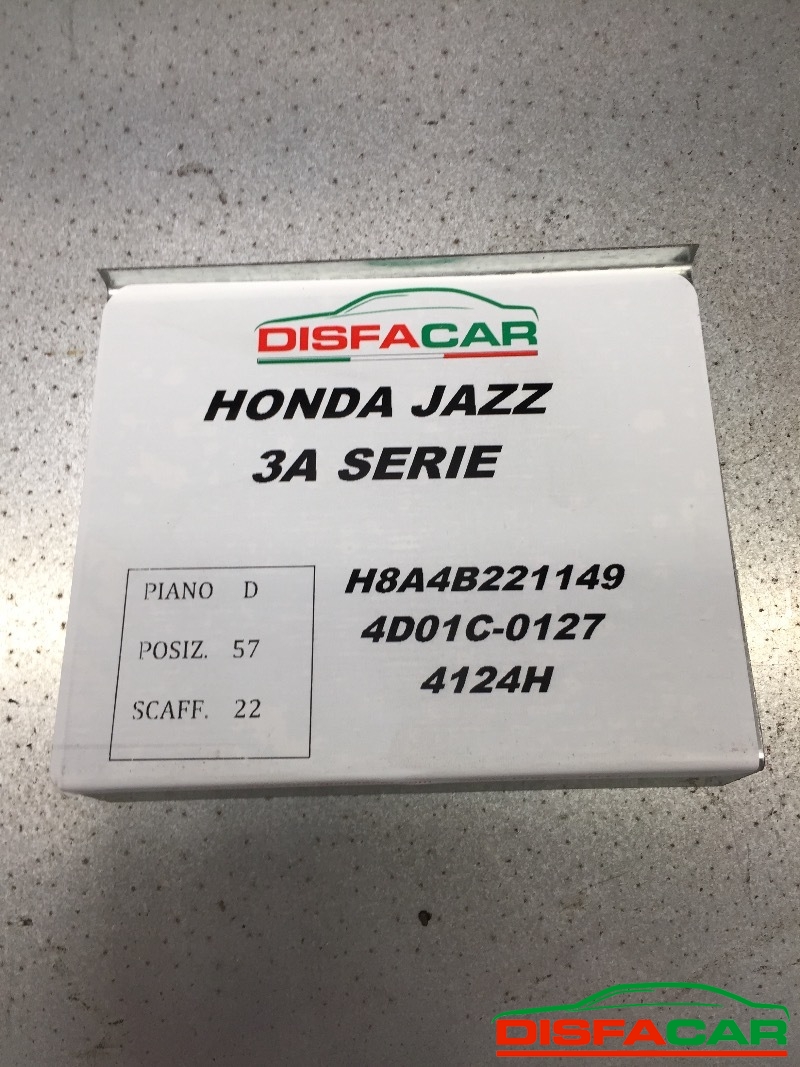 DISFACAR
HONDA JAZZ
3A SERIE
PIANO D
POSIZ. 57
SCAFF. 22
H8A4B221149
4D01C-0127
4124H
DISFACAR